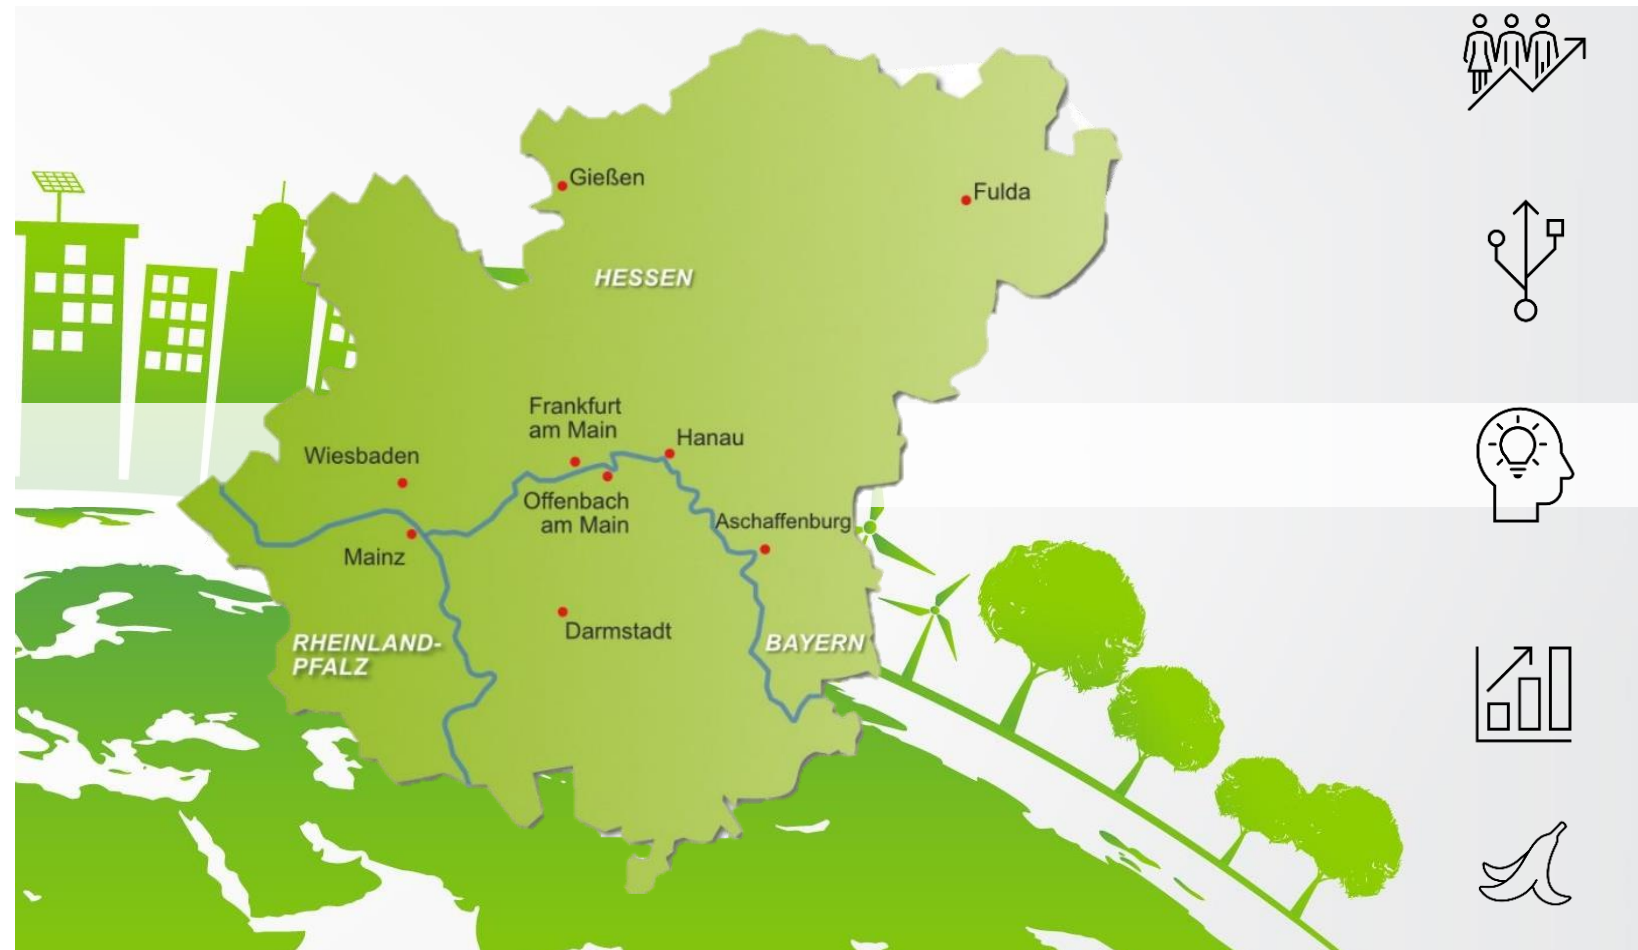 Gießen
Fulda
HESSEN
Frankfurt
am Main
Hanau
Wiesbaden
Offenbach
am Main
Aschaffenburg
Mainz
Darmstadt
RHEINLAND-
PFALZ
BAYERN